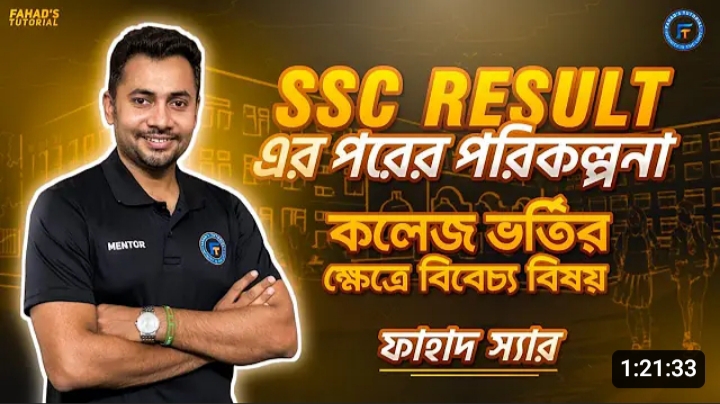 FAHAD'S
TUTORIAL
SSC RESULT
এর পরের পরিকল্পনা
কলেজ ভর্তির
ক্ষেত্রে বিবেচ্য বিষয়
MENTOR
ফাহাদ স্যার
1:21:33